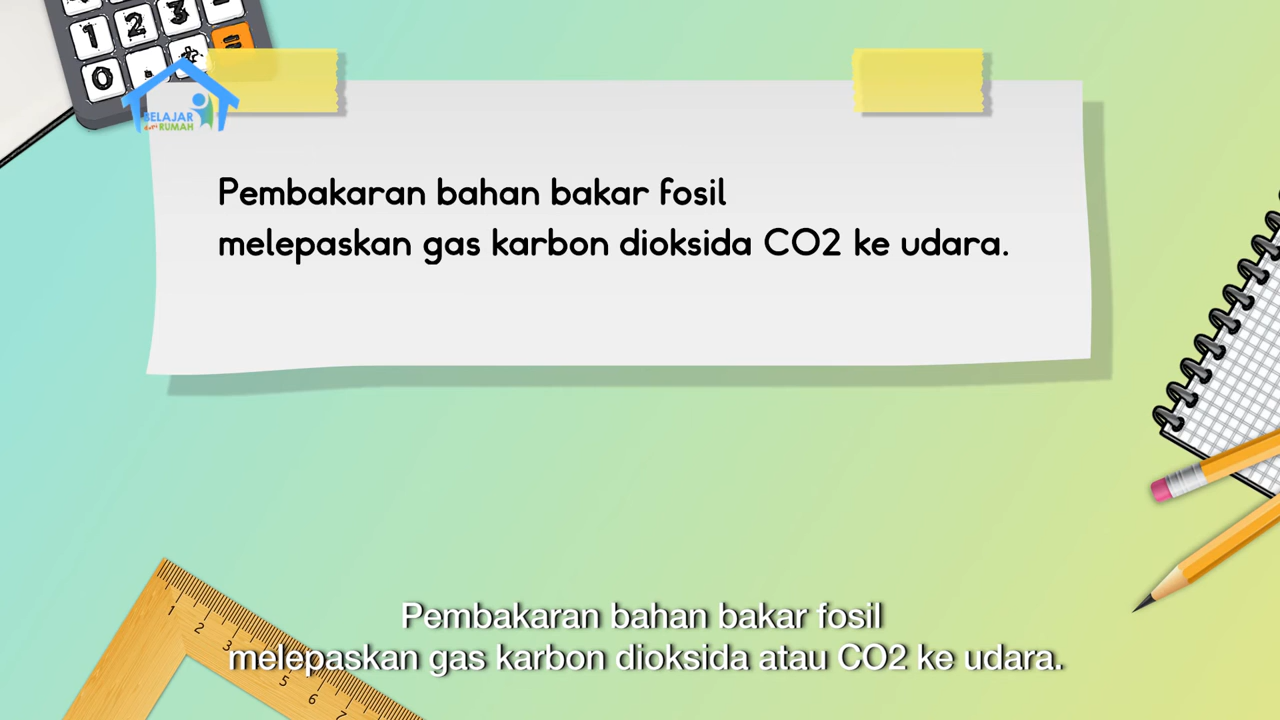 1 2 3
0
BELAJAR
dari RUMAH
Pembakaran bahan bakar fosil
melepaskan gas karbon dioksida CO2 ke udara.
1 2 3 5 6 7
Pembakaran bahan bakar fosil
melepaskan gas karbon dioksida atau CO2 ke udara.